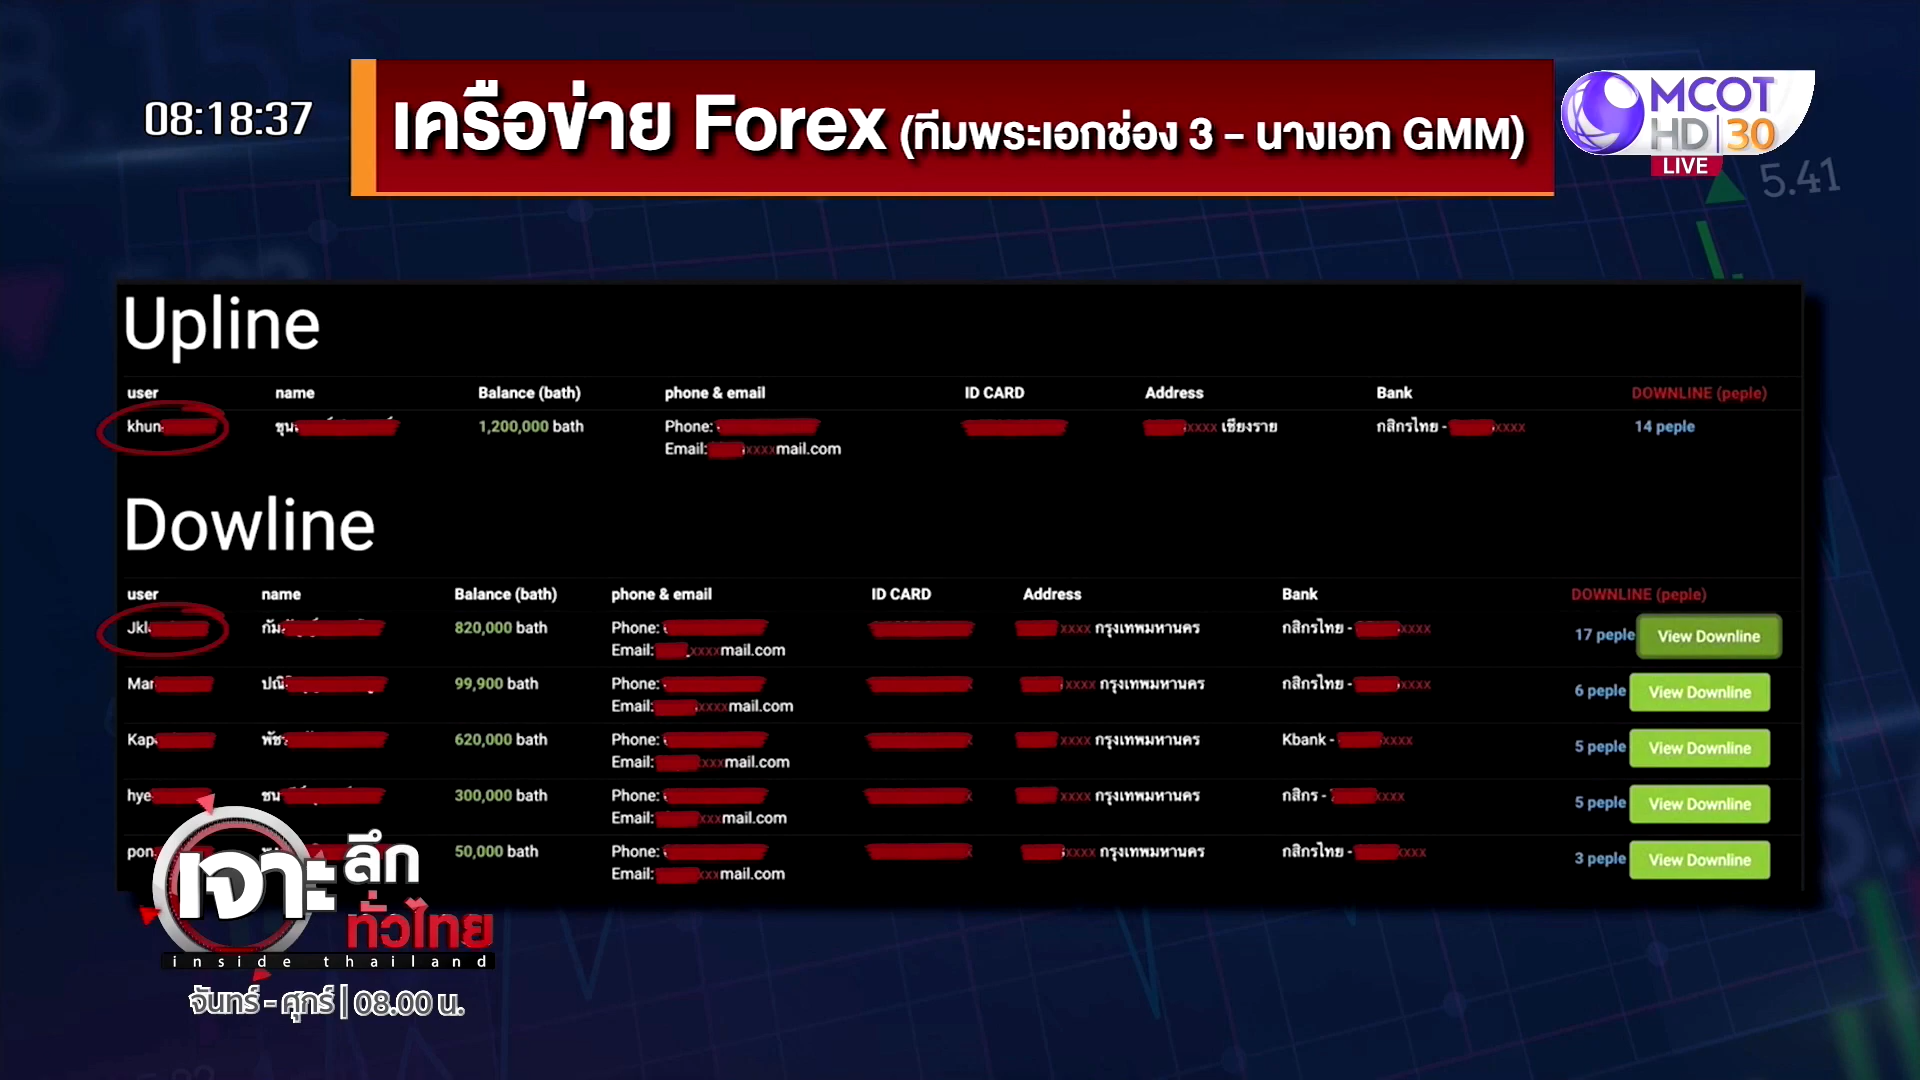 08:18:37
เครือข่าย Forex (ทีมพระเอกช่อง 3 - นางเอก GMM)
MCOT
HD 30
LIVE
5.41
Upline
user name Balance (bath) phone & email ID CARD Address Bank DOWNLINE (peple)
khun 1,200,000 bath Phone: xxxx เชียงราย กสิกรไทย - xxxx 14 peple
Email: xxxxmail.com
Dowline
user name Balance (bath) phone & email ID CARD Address Bank DOWNLINE (peple)
820,000 bath Phone: xxxx กรุงเทพมหานคร กสิกรไทย - xxxx 17 peple View Downline
Email: xxxxmail.com
Mar 99,900 bath Phone: xxxx กรุงเทพมหานคร กสิกรไทย - xxxx 6 peple View Downline
Email: xxxxmail.com
Kap 620,000 bath Phone: xxxx กรุงเทพมหานคร Kbank - xxxx 5 peple View Downline
Email: xxxmail.com
hye ชน 300,000 bath Phone: xxxx กรุงเทพมหานคร กสิกร - xxxx 5 peple View Downline
Email: xxxmail.com
pon 50,000 bath Phone: xxxx กรุงเทพมหานคร กสิกรไทย - xxxx 3 peple View Downline
Email: xxxmail.com
เจาะลึก
ทั่วไทย
inside thailand
จันทร์ - ศุกร์ | 08.00 น.